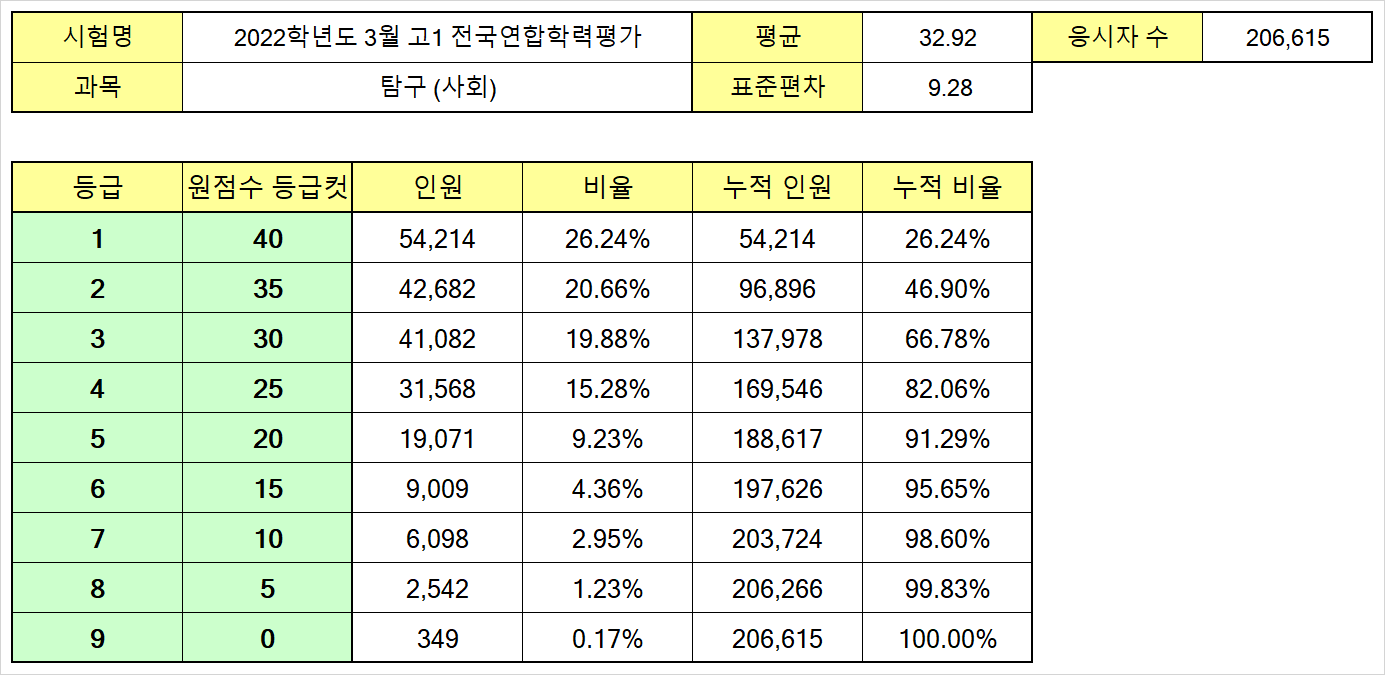 시험명 2022학년도 3월 고1 전국연합학력평가 평균 32.92 응시자 수 206,615
과목 탐구 (사회) 표준편차 9.28
등급 원점수 등급컷 인원 비율 누적 인원 누적 비율
1 40 54,214 26.24% 54,214 26.24%
2 35 42,682 20.66% 96,896 46.90%
3 30 41,082 19.88% 137,978 66.78%
4 25 31,568 15.28% 169,546 82.06%
5 20 19,071 9.23% 188,617 91.29%
6 15 9,009 4.36% 197,626 95.65%
7 10 6,098 2.95% 203,724 98.60%
8 5 2,542 1.23% 206,266 99.83%
9 0 349 0.17% 206,615 100.00%